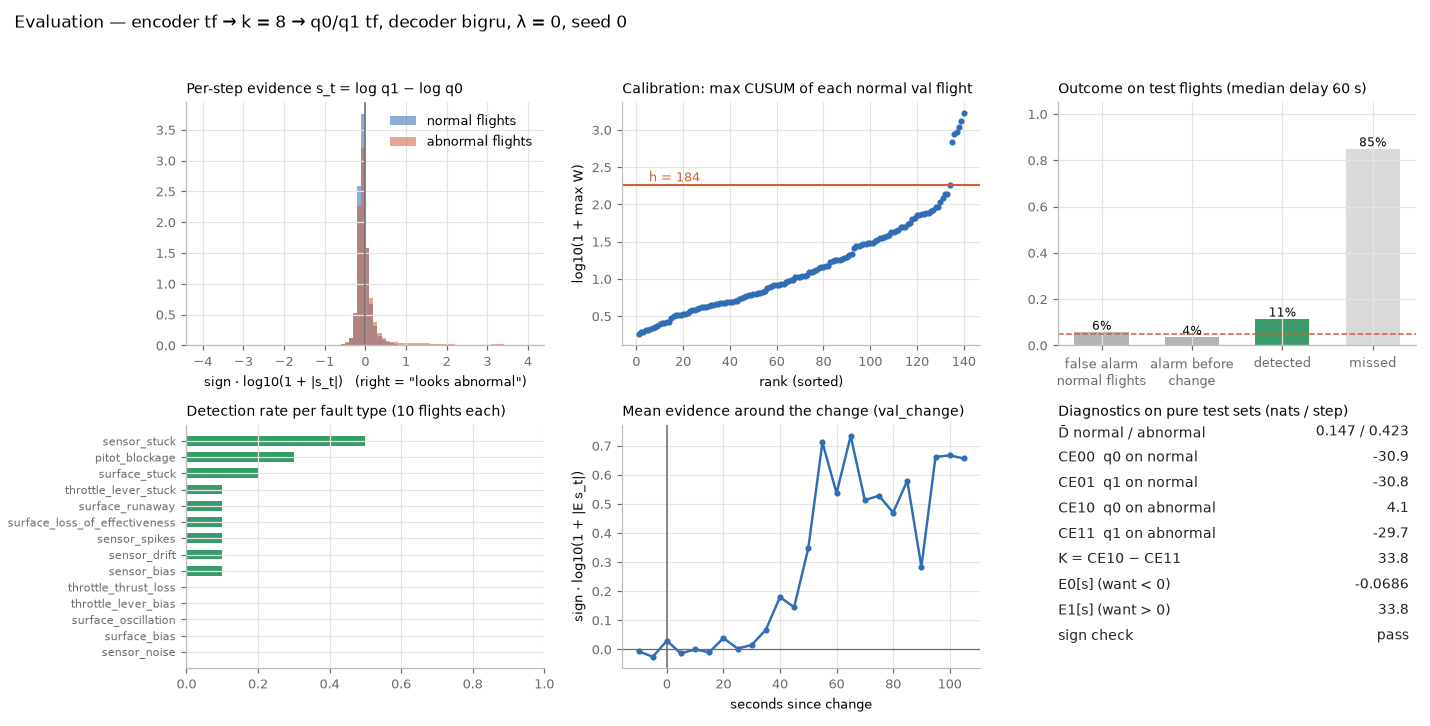 Evaluation — encoder tf → k = 8 → q0/q1 tf, decoder bigru, λ = 0, seed 0
Per-step evidence s_t = log q1 − log q0
normal flights
abnormal flights
3.5
3.0
2.5
2.0
1.5
1.0
0.5
0.0
−4 −3 −2 −1 0 1 2 3 4
sign · log10(1 + |s_t|) (right = "looks abnormal")
Calibration: max CUSUM of each normal val flight
h = 184
log10(1 + max W)
3.0
2.5
2.0
1.5
1.0
0.5
0 20 40 60 80 100 120 140
rank (sorted)
Outcome on test flights (median delay 60 s)
1.0
0.8
0.6
0.4
0.2
0.0
6%
4%
11%
85%
false alarm
normal flights
alarm before
change
detected
missed
Detection rate per fault type (10 flights each)
sensor_stuck
pitot_blockage
surface_stuck
throttle_lever_stuck
surface_runaway
surface_loss_of_effectiveness
sensor_spikes
sensor_drift
sensor_bias
throttle_thrust_loss
throttle_lever_bias
surface_oscillation
surface_bias
sensor_noise
0.0 0.2 0.4 0.6 0.8 1.0
Mean evidence around the change (val_change)
sign · log10(1 + |E s_t|)
0.7
0.6
0.5
0.4
0.3
0.2
0.1
0.0
0 20 40 60 80 100
seconds since change
Diagnostics on pure test sets (nats / step)
D̄ normal / abnormal 0.147 / 0.423
CE00 q0 on normal -30.9
CE01 q1 on normal -30.8
CE10 q0 on abnormal 4.1
CE11 q1 on abnormal -29.7
K = CE10 − CE11 33.8
E0[s] (want < 0) -0.0686
E1[s] (want > 0) 33.8
sign check pass